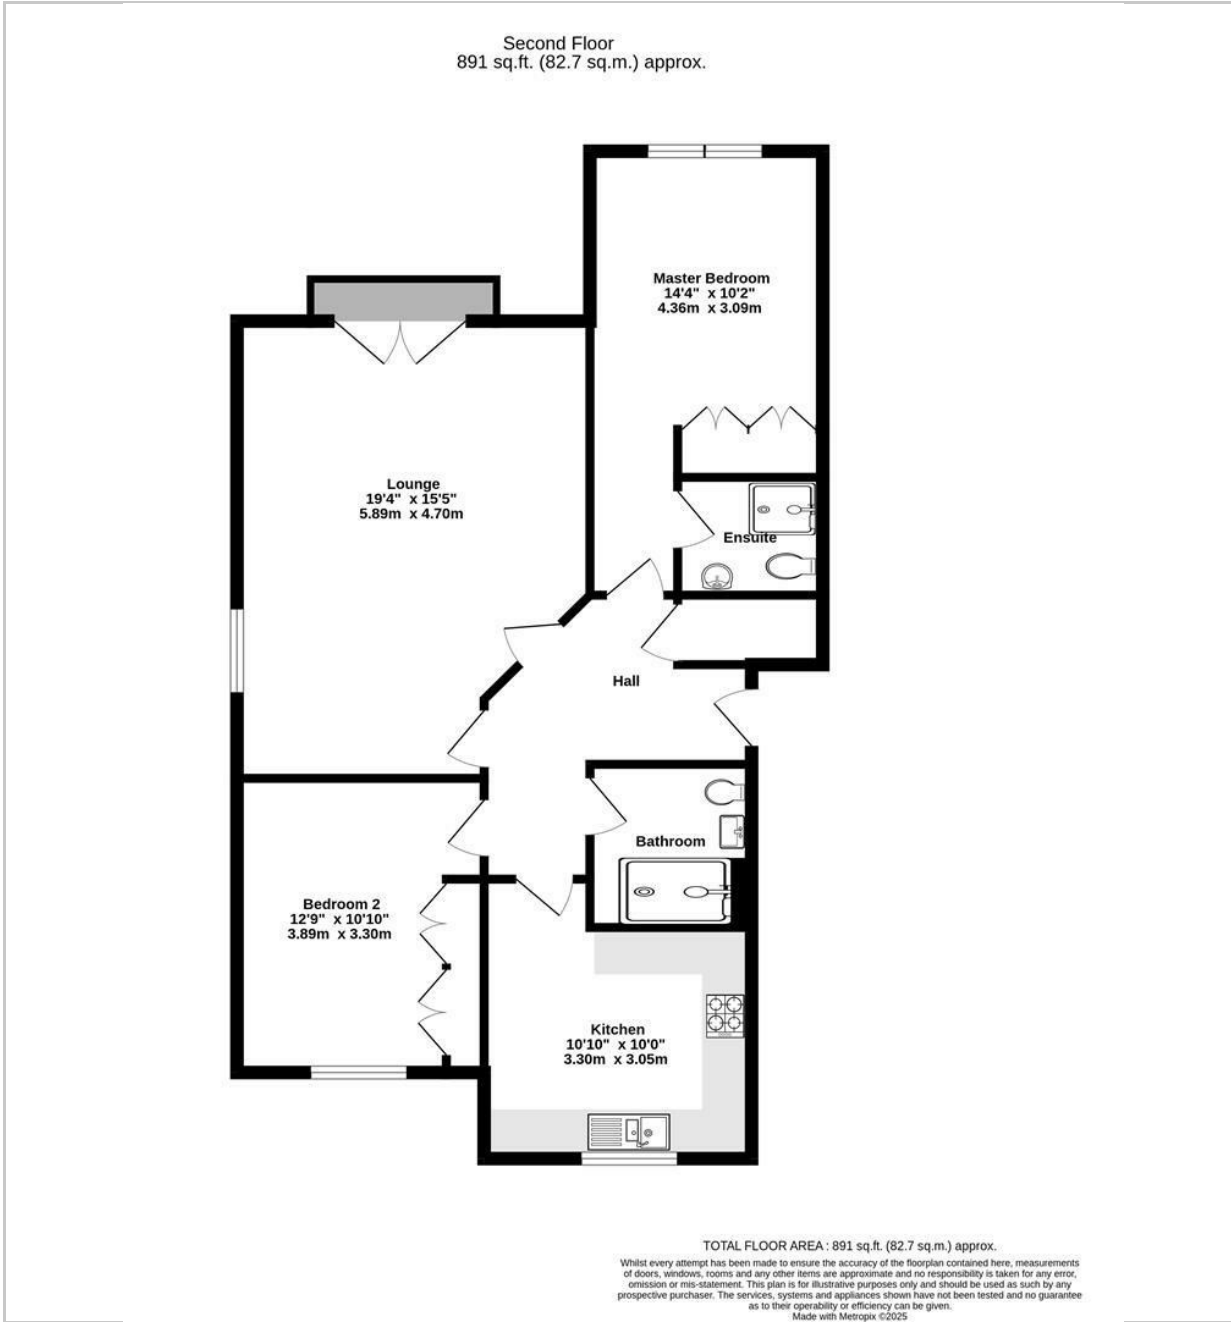 Second Floor
891 sq.ft. (82.7 sq.m.) approx.
Master Bedroom
14'4" x 10'2"
4.36m x 3.09m
Lounge
19'4" x 15'5"
5.89m x 4.70m
Ensuite
Hall
Bathroom
Bedroom 2
12'9" x 10'10"
3.89m x 3.30m
Kitchen
10'10" x 10'0"
3.30m x 3.05m
TOTAL FLOOR AREA : 891 sq.ft. (82.7 sq.m.) approx.
Whilst every attempt has been made to ensure the accuracy of the floorplan contained here, measurements
of doors, windows, rooms and any other items are approximate and no responsibility is taken for any error,
omission or mis-statement. This plan is for illustrative purposes only and should be used as such by any
prospective purchaser. The services, systems and appliances shown have not been tested and no guarantee
as to their operability or efficiency can be given.
Made with Metropix ©2025